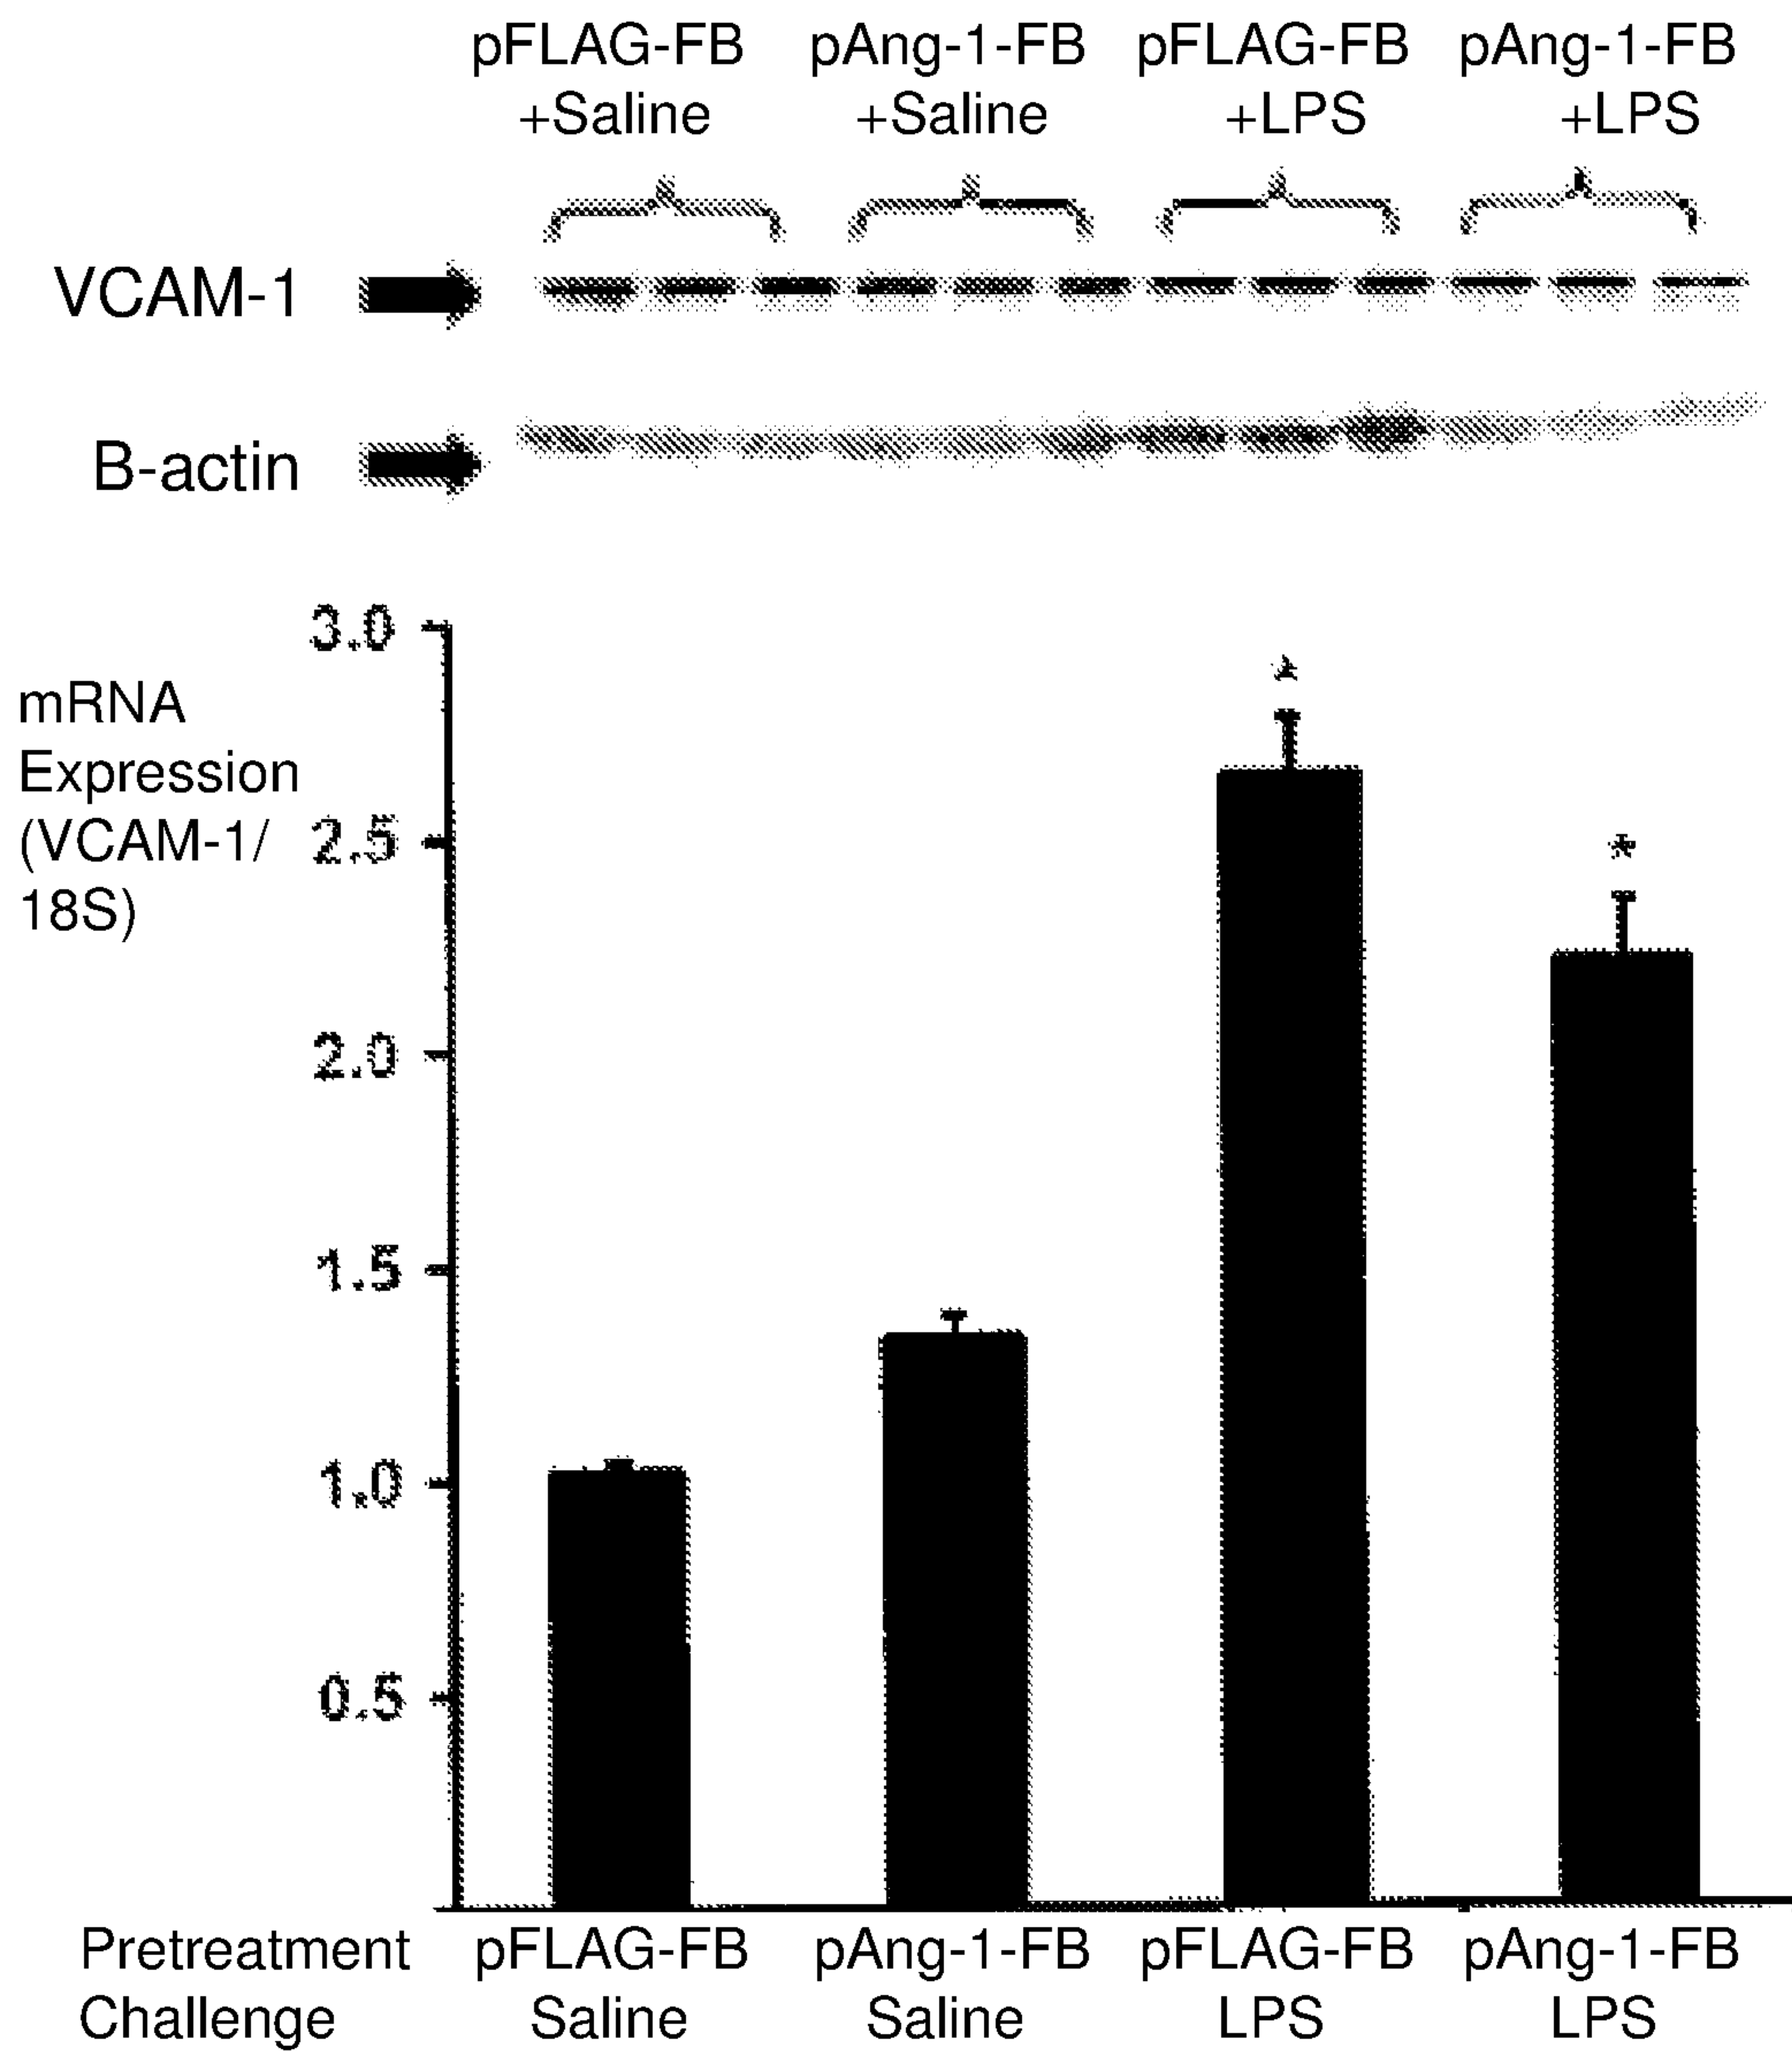 pFLAG-FB pAng-1-FB pFLAG-FB pAng-1-FB
+Saline +Saline +LPS +LPS
VCAM-1
B-actin
3.0
mRNA
Expression
(VCAM-1/
18S)
*
2.5
*
2.0
1.5
1.0
0.5
Pretreatment pFLAG-FB pAng-1-FB pFLAG-FB pAng-1-FB
Challenge Saline Saline LPS LPS